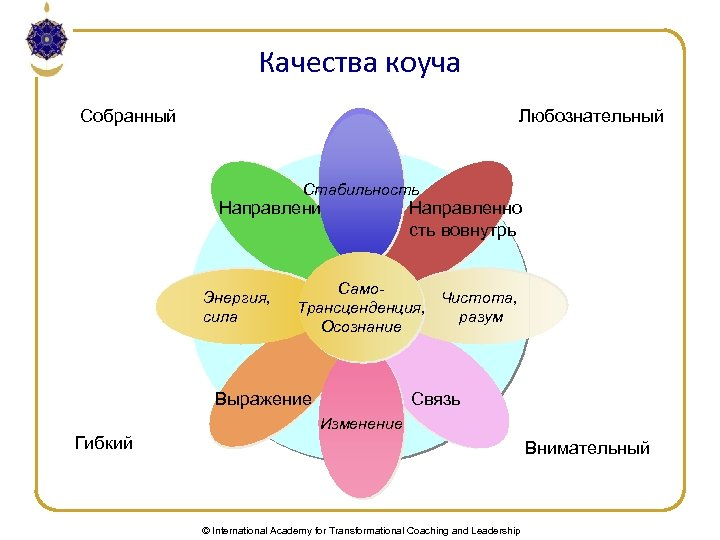 Качества коуча
Собранный
Любознательный
Стабильность
Направлени
Направленно
сть вовнутрь
Энергия,
сила
Само-
Трансценденция,
Осознание
Чистота,
разум
Выражение
Связь
Изменение
Гибкий
Внимательный
© International Academy for Transformational Coaching and Leadership